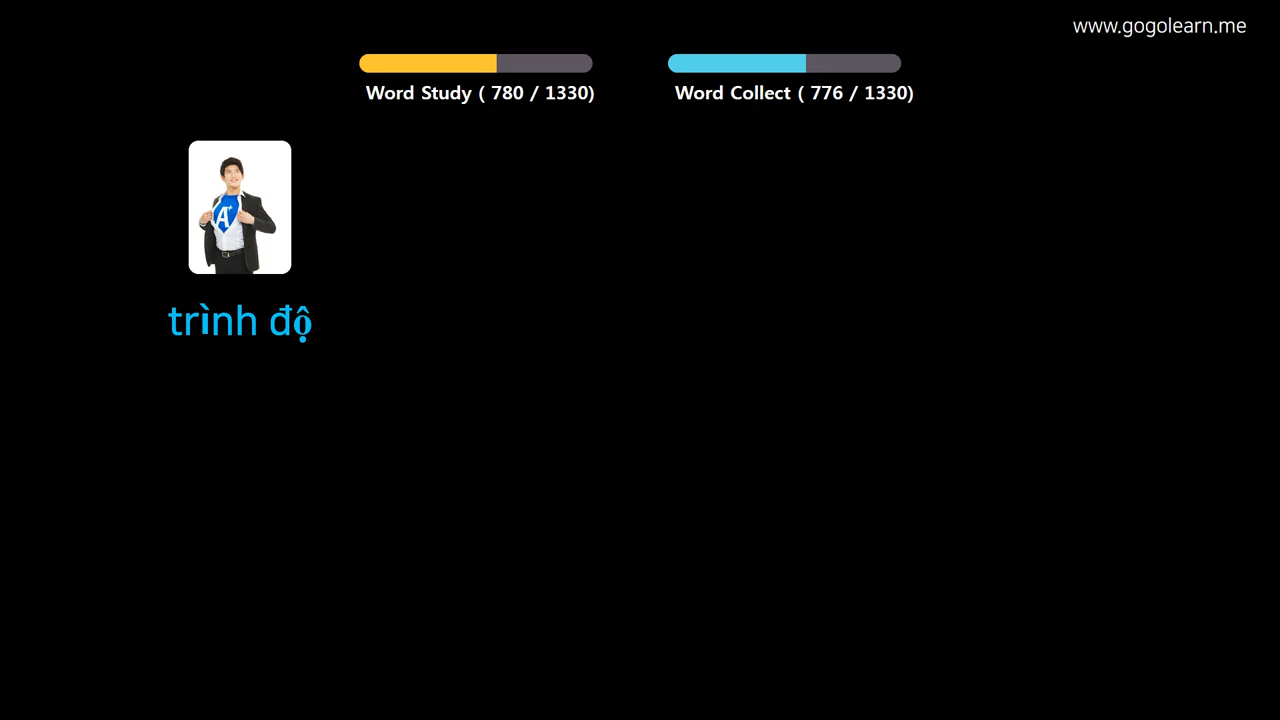 www.gogolearn.me
Word Study ( 780 / 1330)
Word Collect ( 776 / 1330)
A+
trình độ